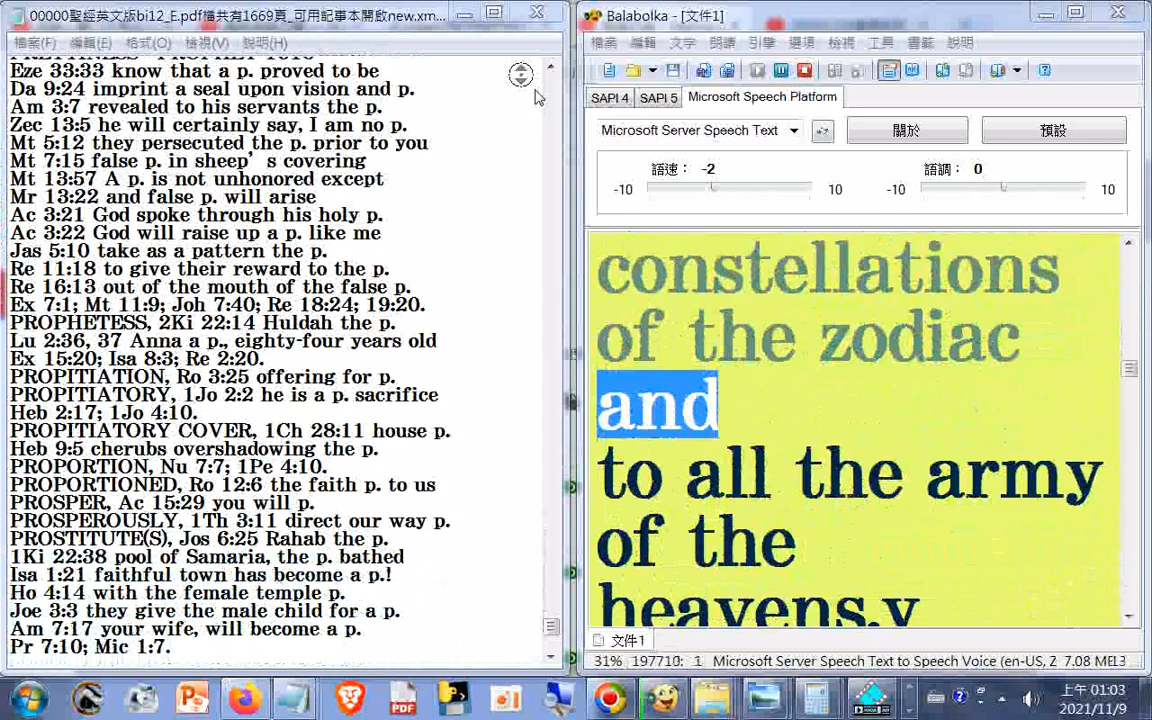 00000聖經英文版bi12_E.pdf檔共有1669頁_可用記事本開啟new.xm...
檔案(F) 編輯(E) 格式(O) 檢視(V) 說明(H)
Eze 33:33 know that a p. proved to be
Da 9:24 imprint a seal upon vision and p.
Am 3:7 revealed to his servants the p.
Zec 13:5 he will certainly say, I am no p.
Mt 5:12 they persecuted the p. prior to you
Mt 7:15 false p. in sheep’s covering
Mt 13:57 A p. is not unhonored except
Mr 13:22 and false p. will arise
Ac 3:21 God spoke through his holy p.
Ac 3:22 God will raise up a p. like me
Jas 5:10 take as a pattern the p.
Re 11:18 to give their reward to the p.
Re 16:13 out of the mouth of the false p.
Ex 7:1; Mt 11:9; Joh 7:40; Re 18:24; 19:20.
PROPHETESS, 2Ki 22:14 Huldah the p.
Lu 2:36, 37 Anna a p., eighty-four years old
Ex 15:20; Isa 8:3; Re 2:20.
PROPITIATION, Ro 3:25 offering for p.
PROPITIATORY, 1Jo 2:2 he is a p. sacrifice
Heb 2:17; 1Jo 4:10.
PROPITIATORY COVER, 1Ch 28:11 house p.
Heb 9:5 cherubs overshadowing the p.
PROPORTION, Nu 7:7; 1Pe 4:10.
PROPORTIONED, Ro 12:6 the faith p. to us
PROSPER, Ac 15:29 you will p.
PROSPEROUSLY, 1Th 3:11 direct our way p.
PROSTITUTE(S), Jos 6:25 Rahab the p.
1Ki 22:38 pool of Samaria, the p. bathed
Isa 1:21 faithful town has become a p.!
Ho 4:14 with the female temple p.
Joe 3:3 they give the male child for a p.
Am 7:17 your wife, will become a p.
Pr 7:10; Mic 1:7.
Balabolka - [文件1]
檔案 編輯 文字 朗讀 引擎 選項 檢視 工具 書籤 說明
SAPI 4 SAPI 5 Microsoft Speech Platform
Microsoft Server Speech Text 關於 預設
語速： -2 語調： 0
-10 10 -10 10
constellations
of the zodiac
and
to all the army
of the
heavens.y
文件1
31% 197710: 1 Microsoft Server Speech Text to Speech Voice (en-US, 2 7.08 MEL3
PDF
上午 01:03
2021/11/9